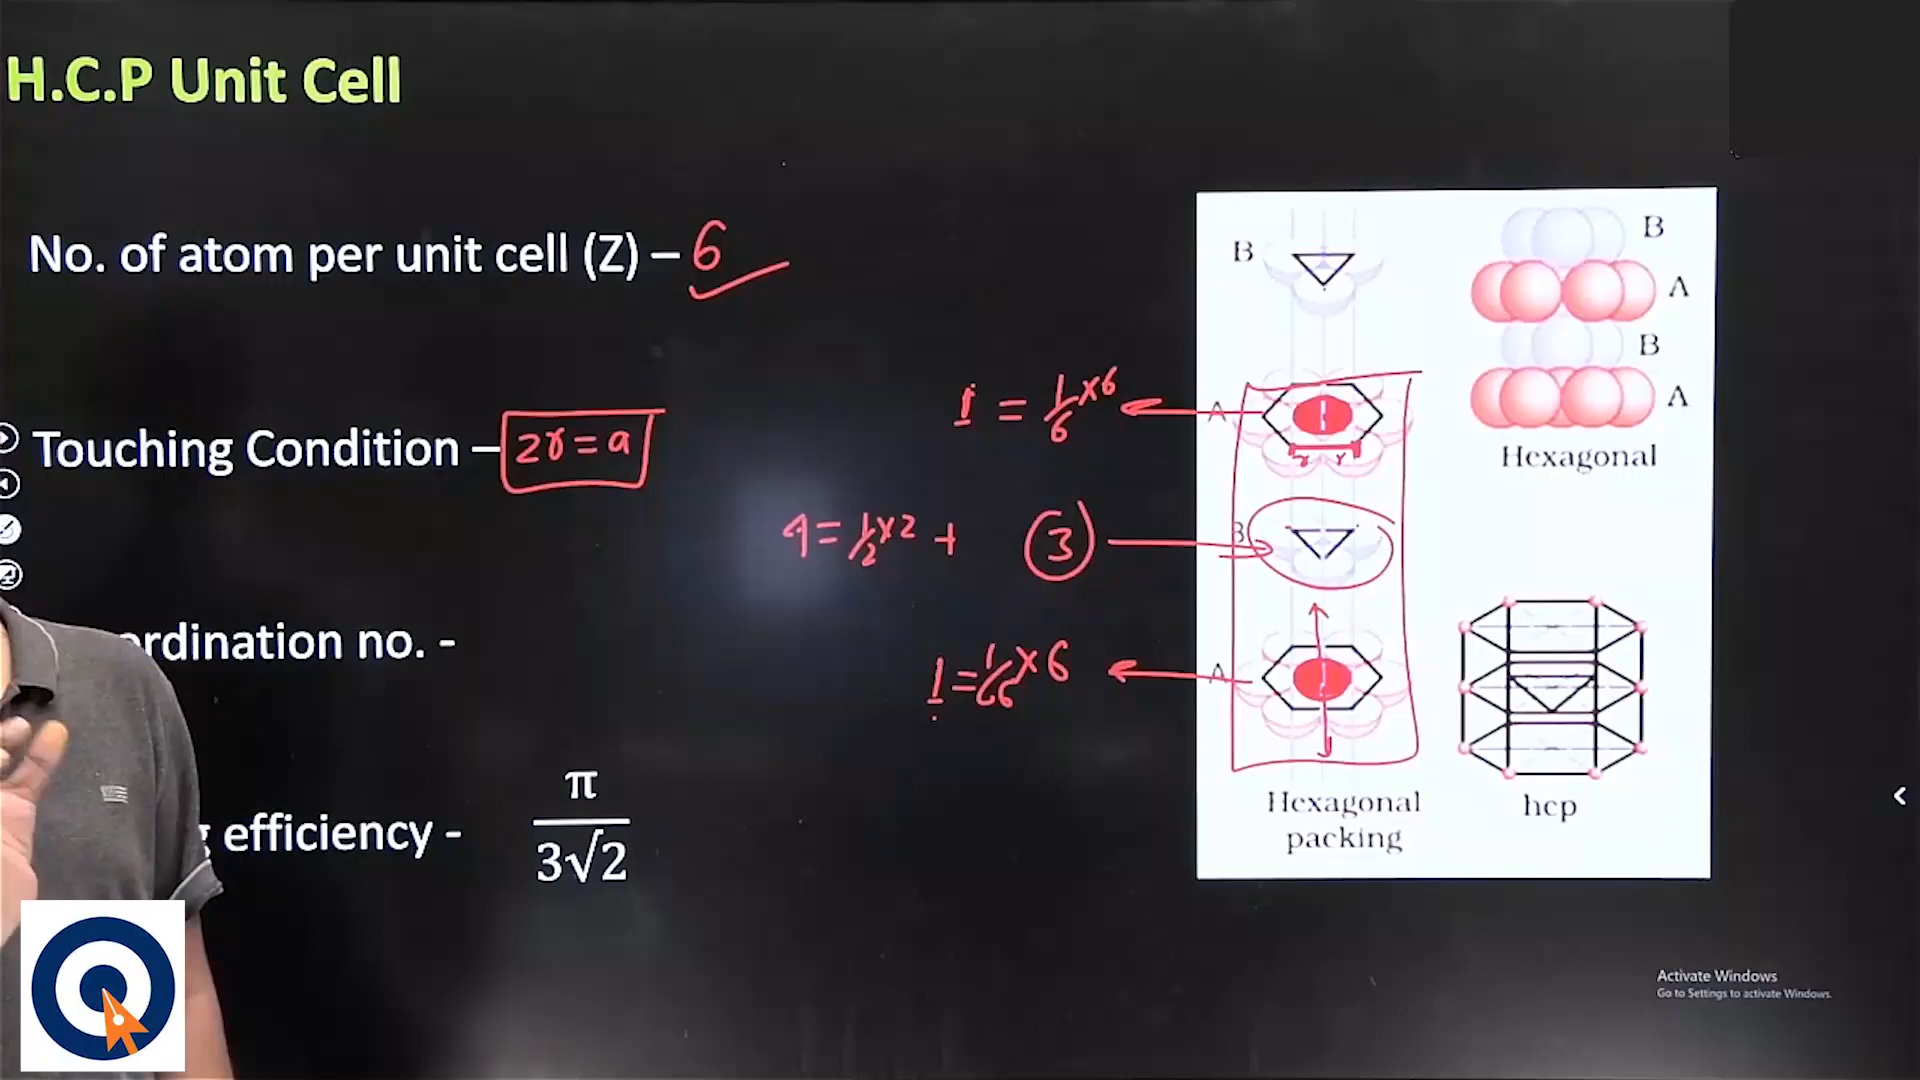 H.C.P Unit Cell
No. of atom per unit cell (Z) – 6
Touching Condition – 2r = a
ordination no. -
efficiency -
π
3√2
1 = 1/6 × 6
4 = 1/2 × 2 + 3
1 = 1/6 × 6
B
A
r r
B
A
Hexagonal
packing
B
A
B
A
Hexagonal
hcp
Activate Windows
Go to Settings to activate Windows.